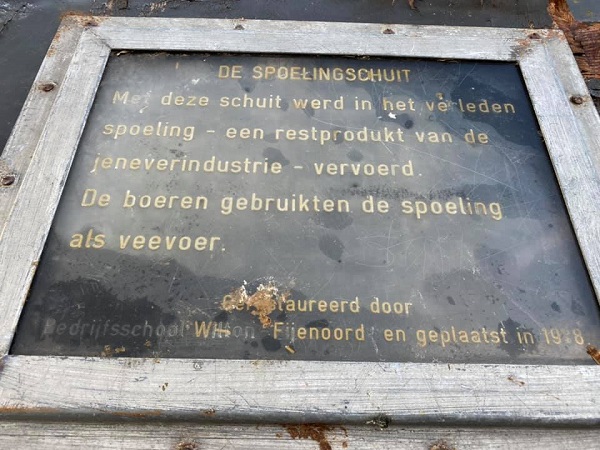 DE SPOELINGSCHUIT
Met deze schuit werd in het verleden
spoeling - een restprodukt van de
jeneverindustrie - vervoerd.
De boeren gebruikten de spoeling
als veevoer.
Gerestaureerd door
Bedrijfsschool Wilton Fijenoord en geplaatst in